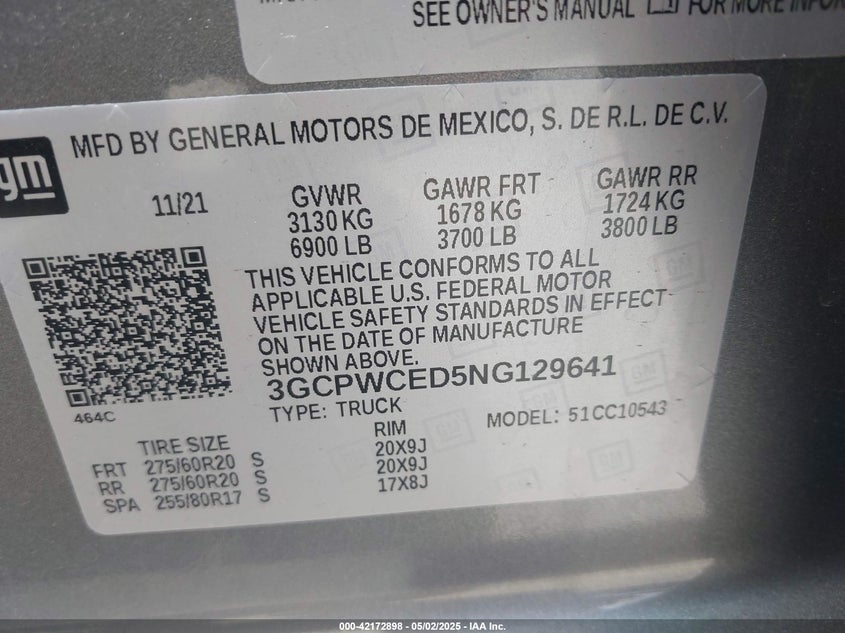 SEE OWNER'S MANUAL FOR MORE
gm
MFD BY GENERAL MOTORS DE MEXICO, S. DE R.L. DE C.V.
11/21
GVWR
3130 KG
6900 LB
GAWR FRT
1678 KG
3700 LB
GAWR RR
1724 KG
3800 LB
THIS VEHICLE CONFORMS TO ALL
APPLICABLE U.S. FEDERAL MOTOR
VEHICLE SAFETY STANDARDS IN EFFECT
ON THE DATE OF MANUFACTURE
SHOWN ABOVE.
3GCPWCED5NG129641
464C
TYPE: TRUCK
MODEL: 51CC10543
TIRE SIZE RIM
FRT 275/60R20 S 20X9J
RR 275/60R20 S 20X9J
SPA 255/80R17 S 17X8J
000-42172898 - 05/02/2025 - IAA Inc.